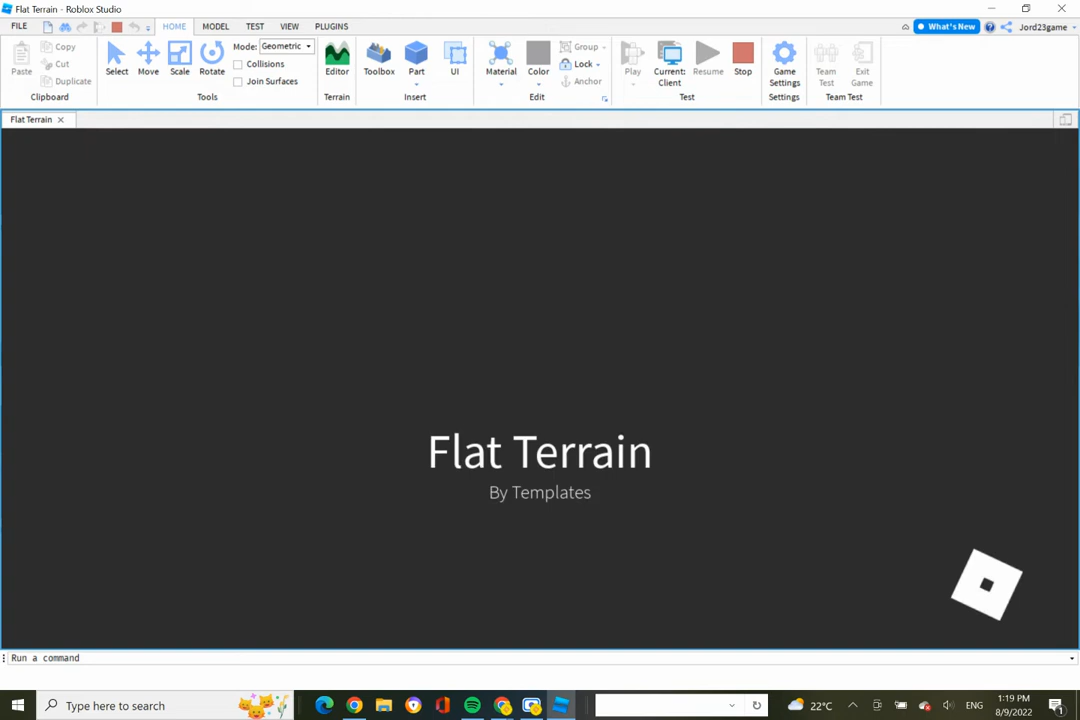 Flat Terrain - Roblox Studio
FILE HOME MODEL TEST VIEW PLUGINS What's New Jord23game
Paste Copy Cut Duplicate Clipboard
Select Move Scale Rotate Mode: Geometric Collisions Join Surfaces Tools
Editor Terrain
Toolbox Part UI Insert
Material Color Group Lock Anchor Edit
Play Current: Client Resume Stop Test
Game Settings Settings
Team Test Exit Game Team Test
Flat Terrain
Flat Terrain
By Templates
Run a command
Type here to search 22°C ENG 1:19 PM
8/9/2022